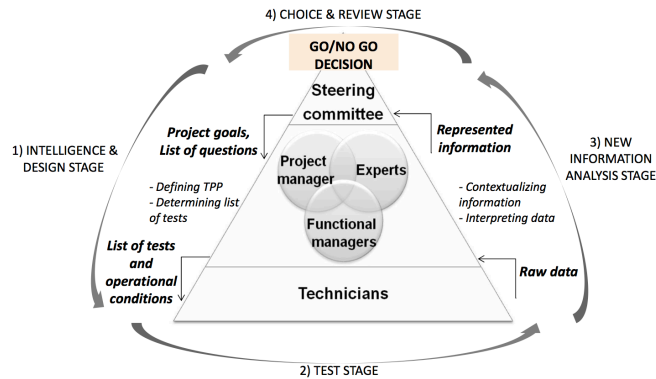 4) CHOICE & REVIEW STAGE
GO/NO GO
DECISION
Steering
committee
Project goals,
List of questions
Represented
information
1) INTELLIGENCE &
DESIGN STAGE
3) NEW
INFORMATION
ANALYSIS STAGE
Project
manager
Experts
- Defining TPP
- Determining list
of tests
- Contextualizing
information
- Interpreting data
Functional
managers
List of tests
and
operational
conditions
Raw data
Technicians
2) TEST STAGE